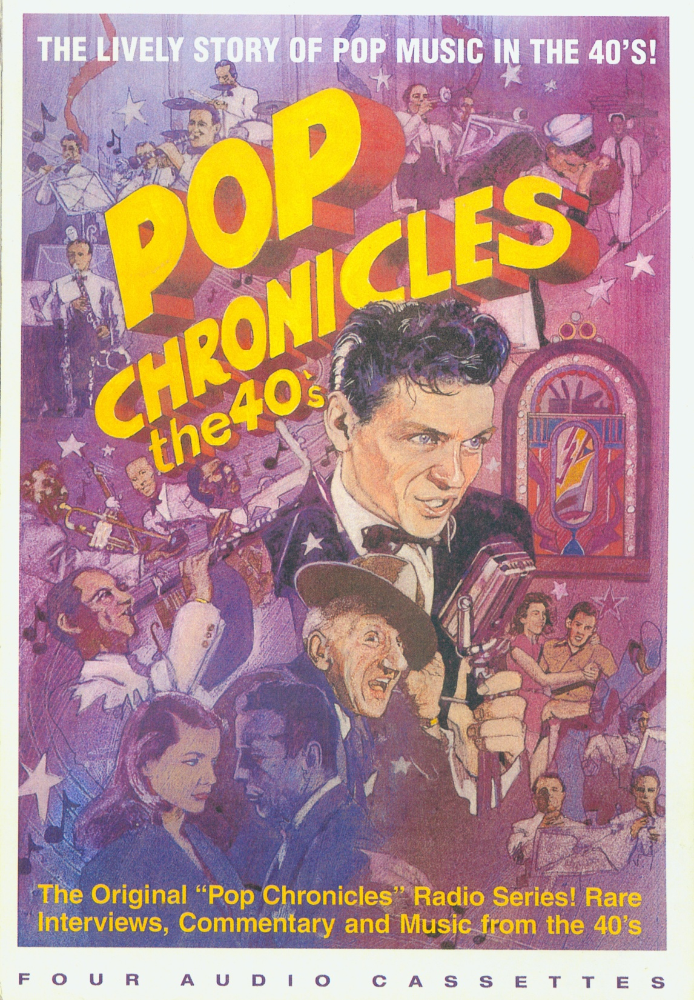 THE LIVELY STORY OF POP MUSIC IN THE 40'S!
POP
CHRONICLES
the 40's
The Original “Pop Chronicles” Radio Series! Rare
Interviews, Commentary and Music from the 40's
FOUR AUDIO CASSETTES